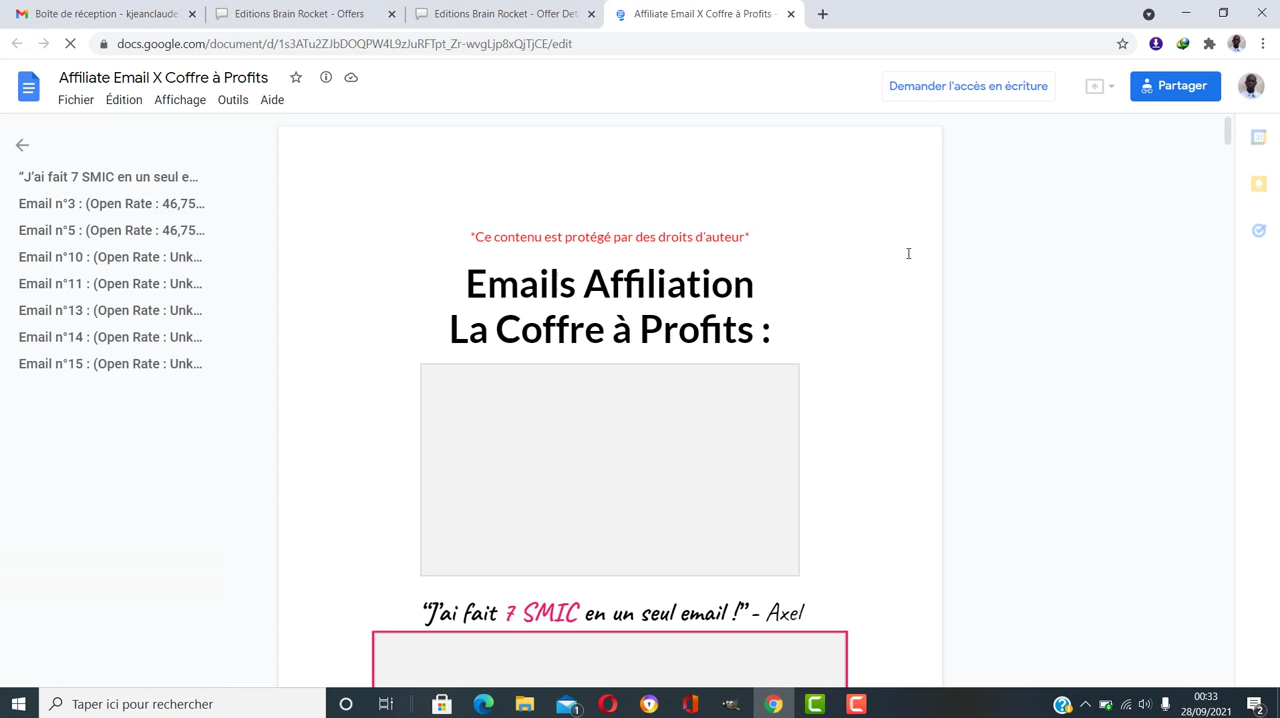 Boîte de réception - kjeanclaude
Editions Brain Rocket - Offers
Editions Brain Rocket - Offer Det
Affiliate Email X Coffre à Profits -
docs.google.com/document/d/1s3ATu2ZJbDOQPW4L9zJuRFTpt_Zr-wvgLjp8xQjTjCE/edit
Affiliate Email X Coffre à Profits
Fichier Édition Affichage Outils Aide
Demander l'accès en écriture
Partager
“J’ai fait 7 SMIC en un seul e...
Email n°3 : (Open Rate : 46,75...
Email n°5 : (Open Rate : 46,75...
Email n°10 : (Open Rate : Unk...
Email n°11 : (Open Rate : Unk...
Email n°13 : (Open Rate : Unk...
Email n°14 : (Open Rate : Unk...
Email n°15 : (Open Rate : Unk...
*Ce contenu est protégé par des droits d’auteur*
Emails Affiliation
La Coffre à Profits :
“J’ai fait 7 SMIC en un seul email !” - Axel
Taper ici pour rechercher
1
00:33
28/09/2021
2